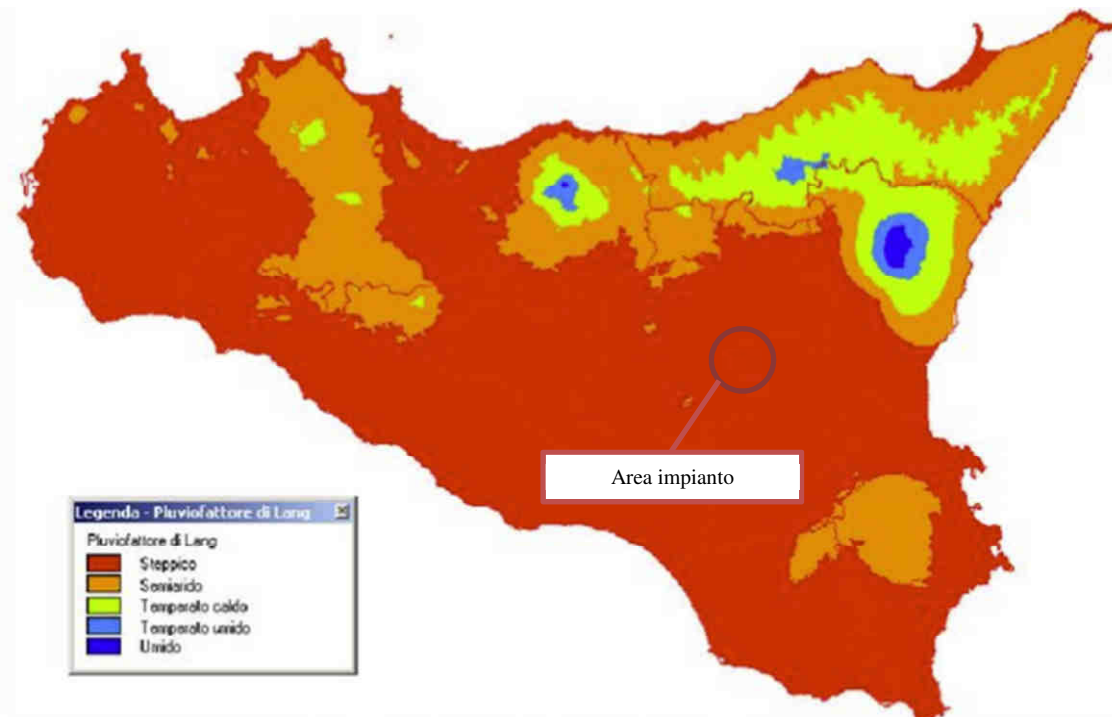 Area impianto
Legenda - Pluviofattore di Lang
Pluviofattore di Lang
Steppico
Semiarido
Temperato caldo
Temperato umido
Umido